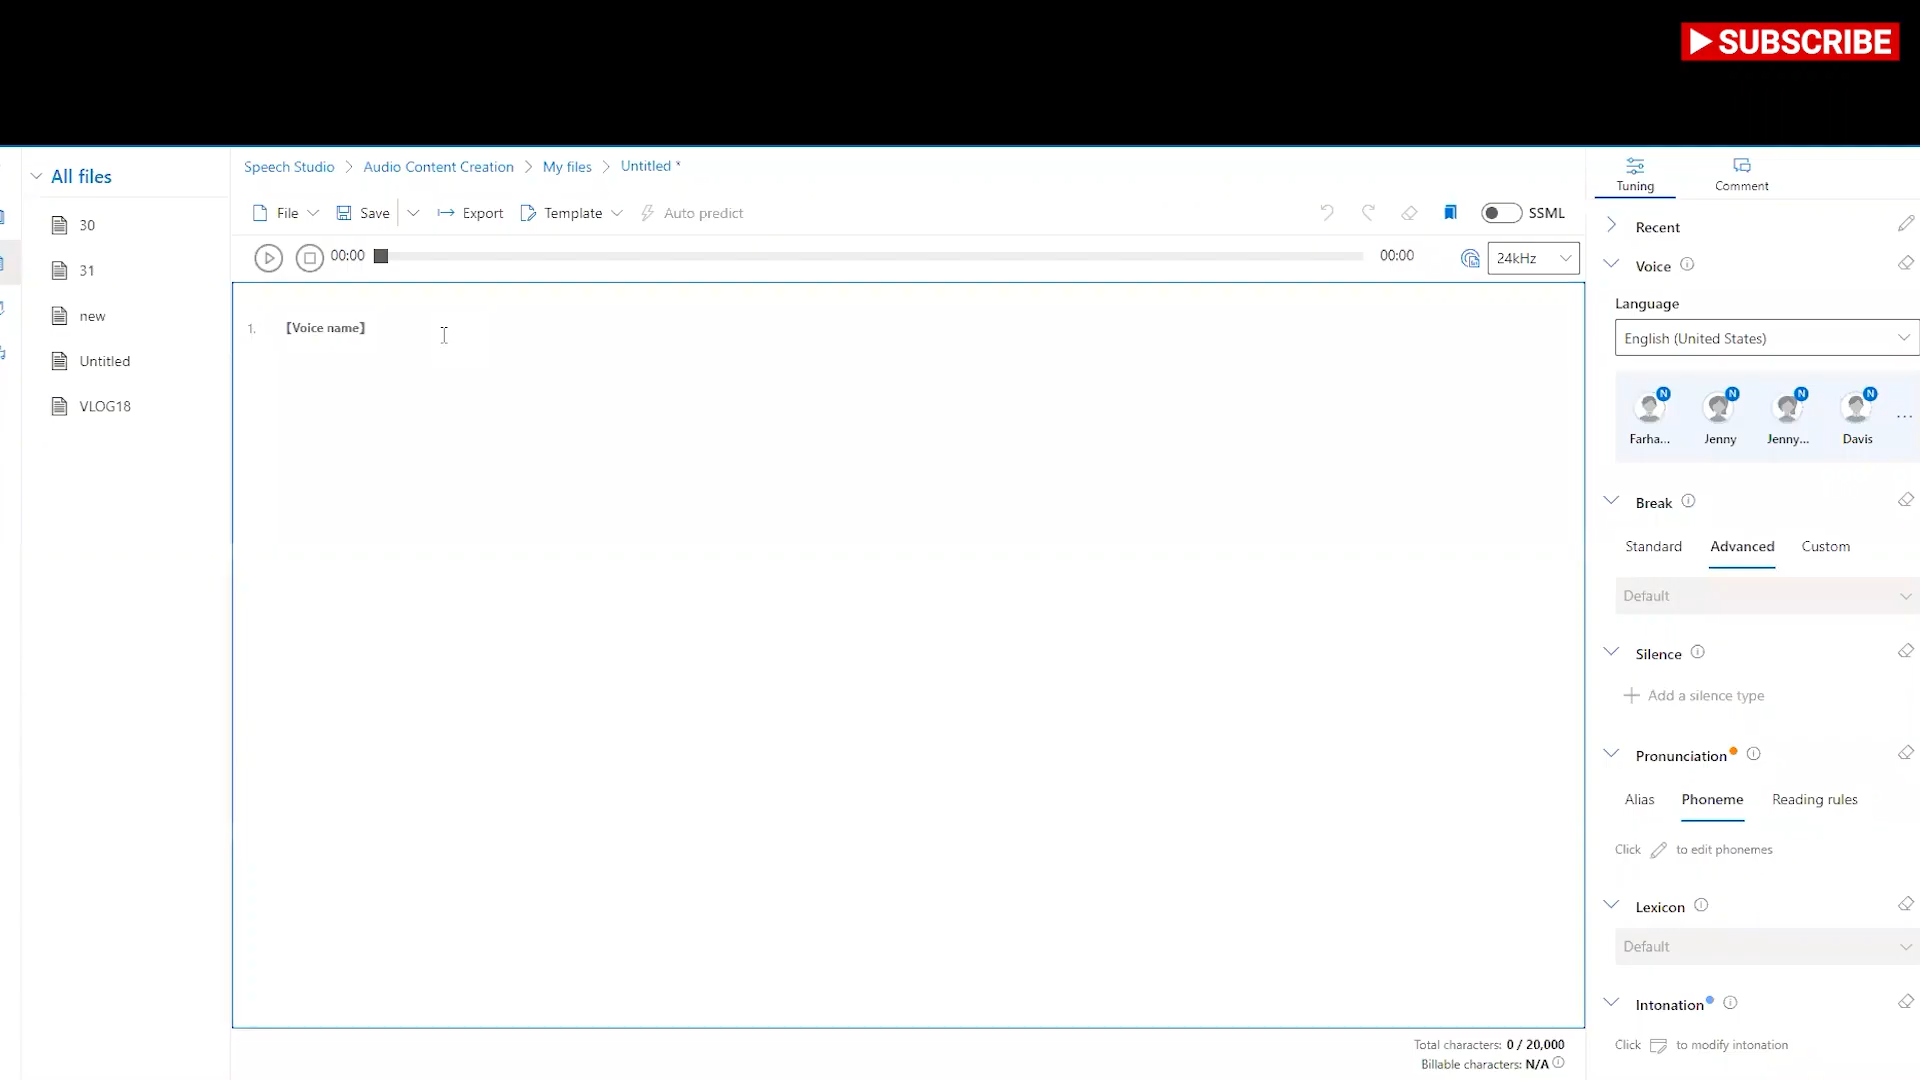 SUBSCRIBE
All files
30
31
new
Untitled
VLOG18
Speech Studio > Audio Content Creation > My files > Untitled *
File Save Export Template Auto predict SSML
00:00 00:00 24kHz
1. [Voice name]
Tuning Comment
Recent
Voice
Language
English (United States)
N N N N
Farha... Jenny Jenny... Davis ...
Break
Standard Advanced Custom
Default
Silence
Add a silence type
Pronunciation
Alias Phoneme Reading rules
Click to edit phonemes
Lexicon
Default
Intonation
Click to modify intonation
Total characters: 0 / 20,000
Billable characters: N/A